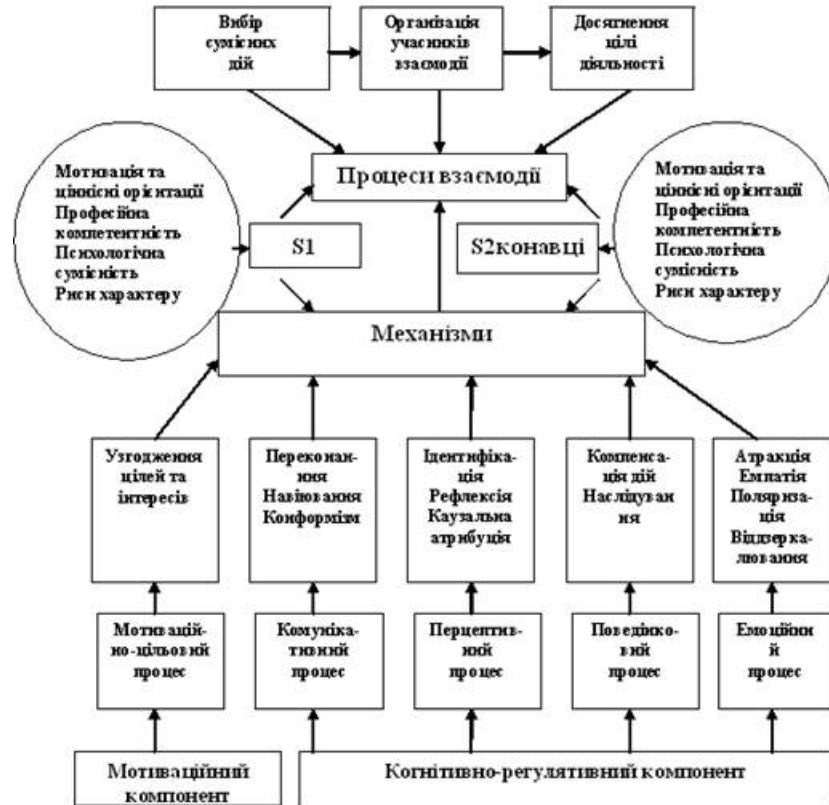 Вибір
сумісних
дій
Організація
учасників
взаємодії
Досягнення
цілі
діяльності
Процеси взаємодії
Мотивація та
ціннісні орієнтації
Професійна
компетентність
Психологічна
сумісність
Риси характеру
S1
S2конавці
Мотивація та
ціннісні орієнтації
Професійна
компетентність
Психологічна
сумісність
Риси характеру
Механізми
Узгодження
цілей та
інтересів
Переконан-
ня
Навіювання
Конформізм
Ідентифіка-
ція
Рефлексія
Каузальна
атрибуція
Компенса-
ція дій
Наслідуван
ня
Атракція
Емпатія
Поляриза-
ція
Віддзерка-
лювання
Мотивацій-
но-цільовий
процес
Комуніка-
тивний
процес
Перцептив-
ний
процес
Поведінко-
вий
процес
Емоційни
й
процес
Мотиваційний
компонент
Когнітивно-регулятивний компонент